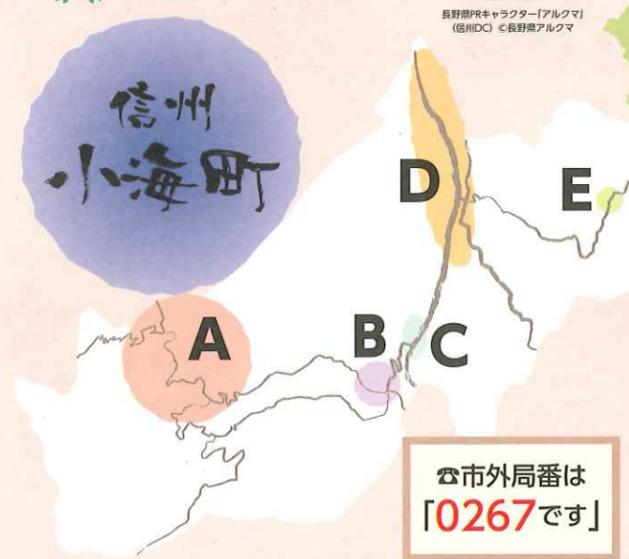 長野県PRキャラクター「アルクマ」
(信州DC) ©長野県アルクマ
信州
小海町
D
E
A
B
C
☎市外局番は
「0267です」